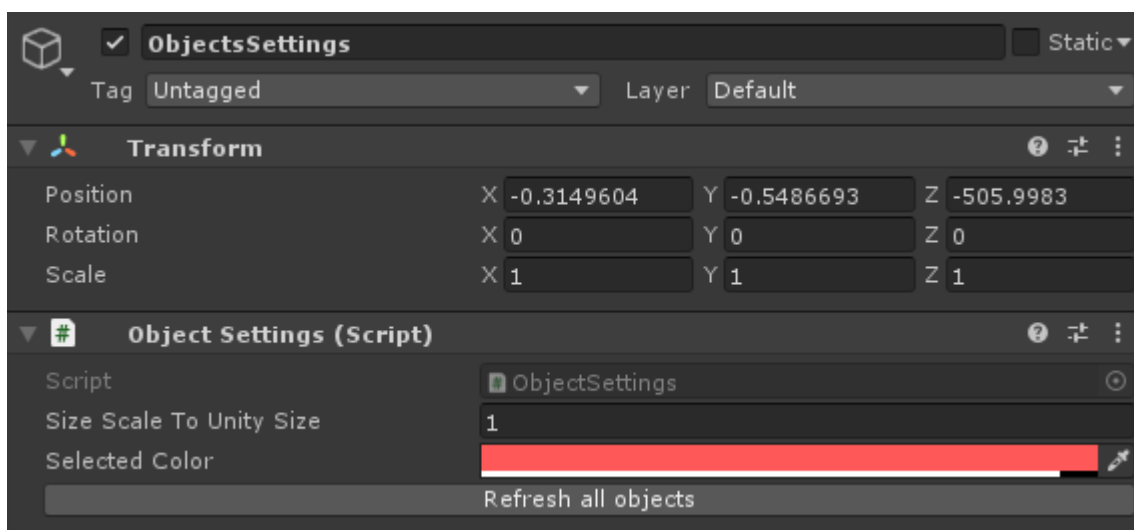 ObjectsSettings Static
Tag Untagged Layer Default
Transform
Position X -0.3149604 Y -0.5486693 Z -505.9983
Rotation X 0 Y 0 Z 0
Scale X 1 Y 1 Z 1
# Object Settings (Script)
Script # ObjectSettings
Size Scale To Unity Size 1
Selected Color
Refresh all objects